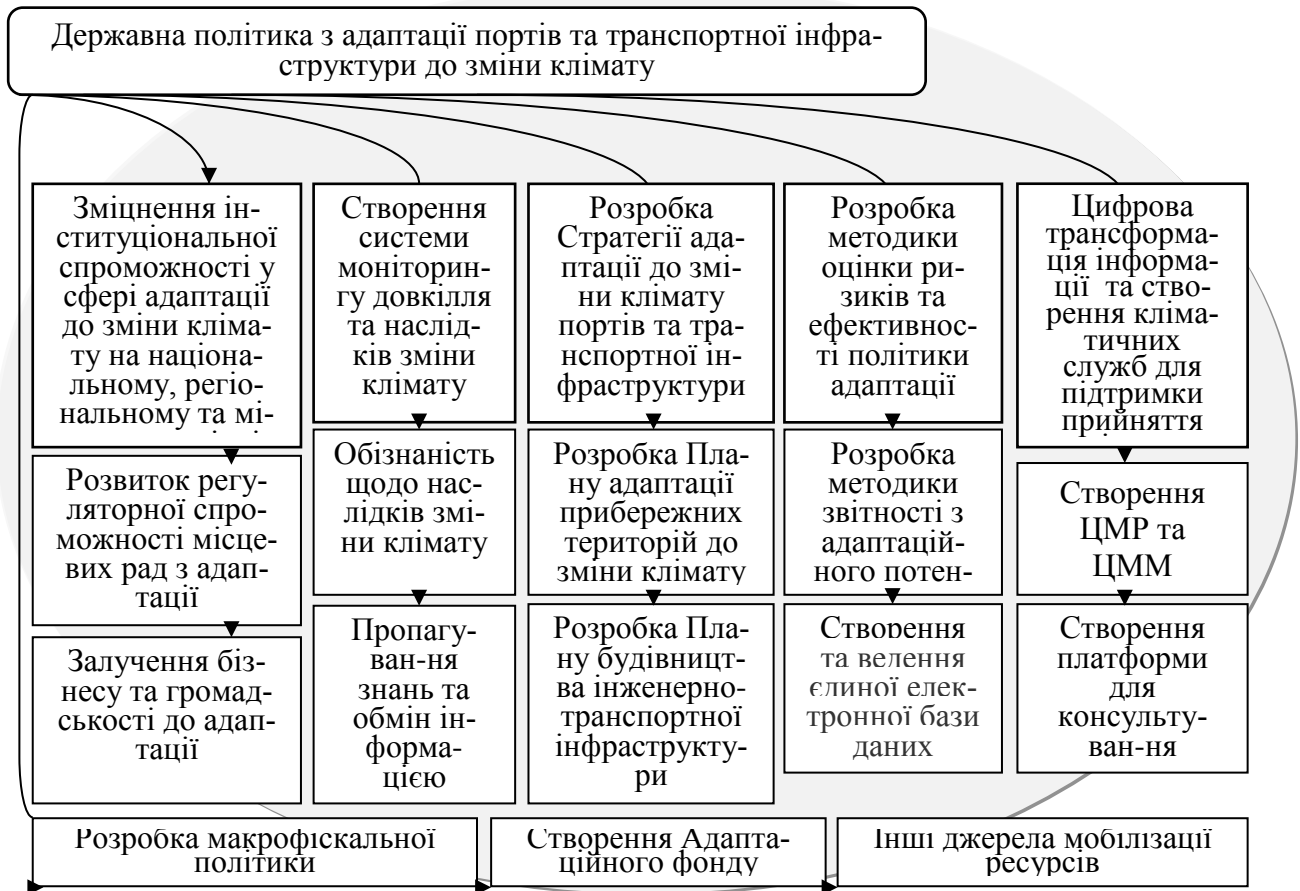 Державна політика з адаптації портів та транспортної інфра-
структури до зміни клімату
Зміцнення ін-
ституціональної
спроможності у
сфері адаптації
до зміни кліма-
ту на націона-
льному, регіо-
нальному та мі-
Розвиток регу-
ляторної спро-
можності місце-
вих рад з адап-
тації
Залучення біз-
несу та громад-
ськості до адап-
тації
Створення
системи
моніторин-
гу довкілля
та наслід-
ків зміни
клімату
Обізнаність
щодо нас-
лідків змі-
ни клімату
Пропагу-
ван-ня
знань та
обмін ін-
форма-
цією
Розробка
Стратегії ада-
птації до змі-
ни клімату
портів та тра-
нспортної ін-
фраструктури
Розробка Пла-
ну адаптації
прибережних
територій до
зміни клімату
Розробка Пла-
ну будівницт-
ва інженерно-
транспортної
інфраструкту-
ри
Розробка
методики
оцінки ри-
зиків та
ефективнос-
ті політики
адаптації
Розробка
методики
звітності з
адаптацій-
ного потен-
Створення
та ведення
єдиної елек-
тронної бази
даних
Цифрова
трансформа-
ція інформа-
ції та ство-
рення кліма-
тичних
служб для
підтримки
прийняття
Створення
ЦМР та
ЦММ
Створення
платформи
для
консульту-
ван-ня
Розробка макрофіскальної
політики
Створення Адапта-
ційного фонду
Інші джерела мобілізації
ресурсів